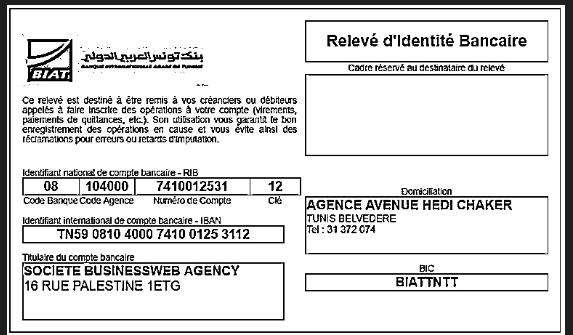 Relevé d'Identité Bancaire
Cadre réservé au destinataire du relevé
BIAT
بنك تونس العربي الدولي
BANQUE INTERNATIONALE ARABE DE TUNISIE
Ce relevé est destiné à être remis à vos créanciers ou débiteurs
appelés à faire inscrire des opérations à votre compte (virements,
paiements de quittances, etc.). Son utilisation vous garantit le bon
enregistrement des opérations en cause et vous évite ainsi des
réclamations pour erreurs ou retards d'imputation.
Identifiant national de compte bancaire - RIB
08 104000 7410012531 12
Code Banque Code Agence Numéro de Compte Clé
Identifiant international de compte bancaire - IBAN
TN59 0810 4000 7410 0125 3112
Titulaire du compte bancaire
SOCIETE BUSINESSWEB AGENCY
16 RUE PALESTINE 1ETG
Domiciliation
AGENCE AVENUE HEDI CHAKER
TUNIS BELVEDERE
Tel : 31 372 074
BIC
BIATTNTT